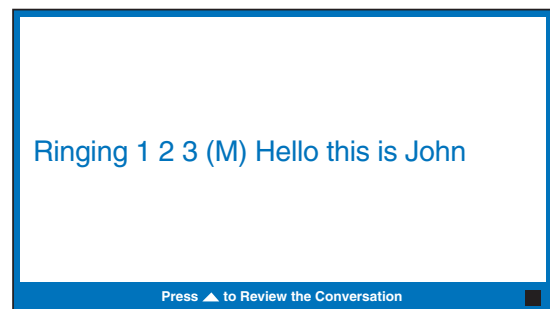 Ringing 1 2 3 (M) Hello this is John
Press ▲ to Review the Conversation